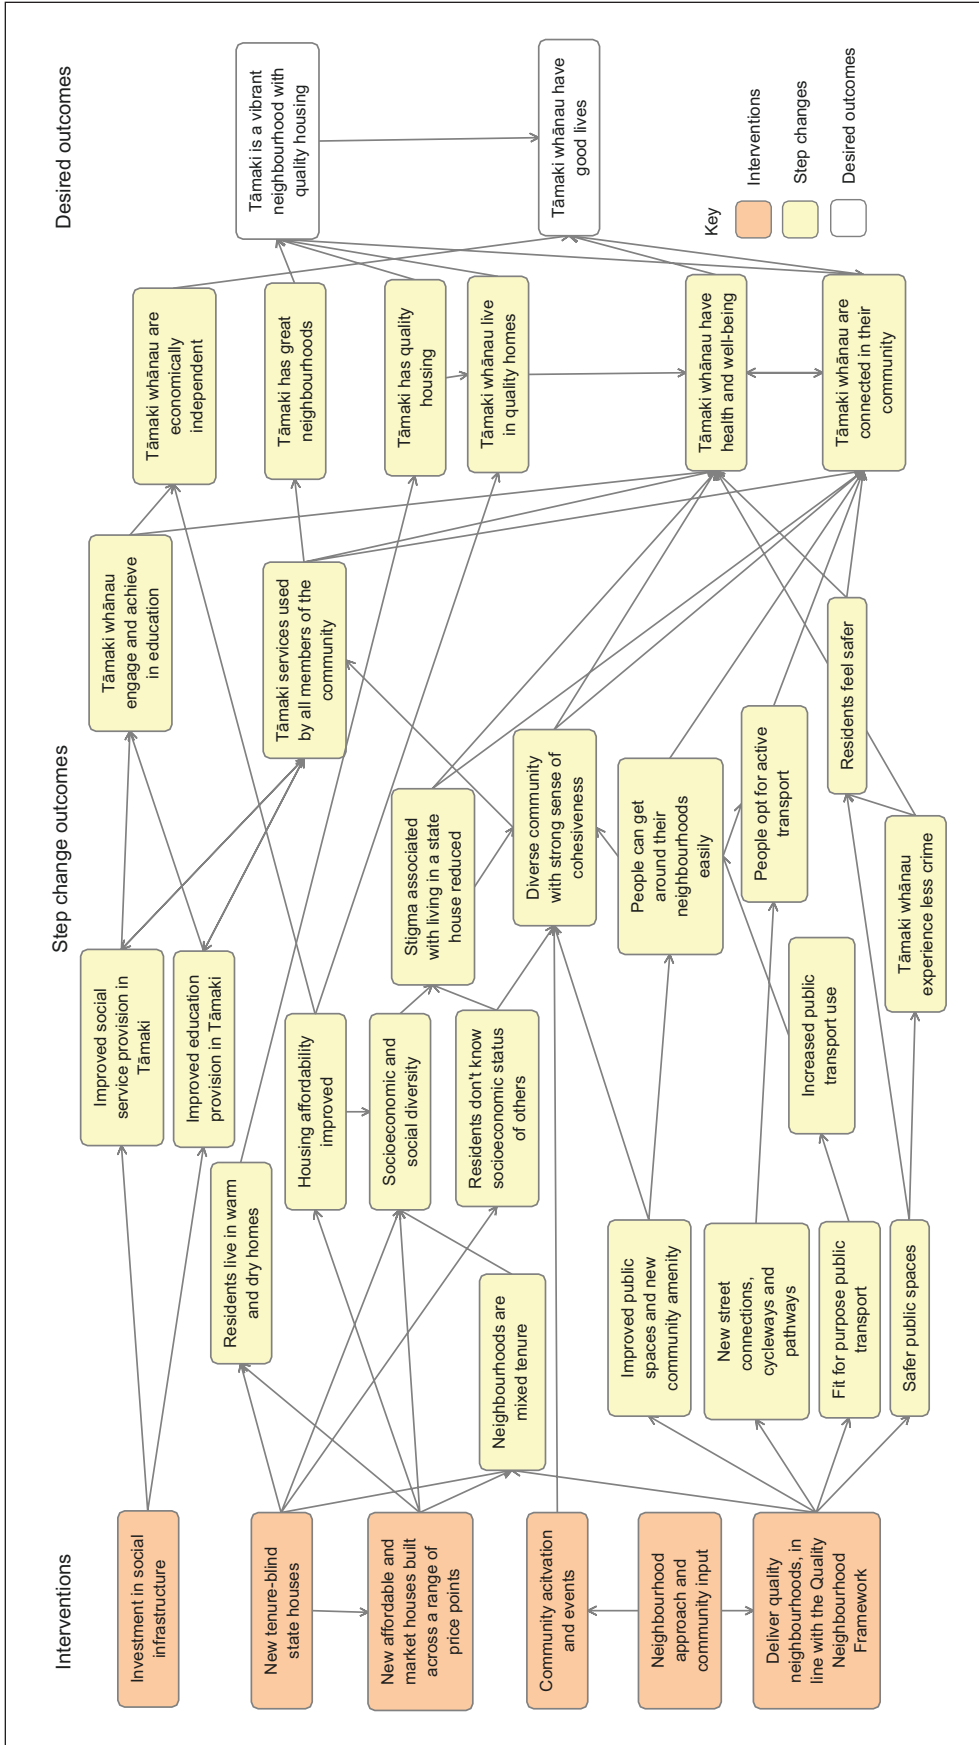 Interventions
Step change outcomes
Desired outcomes
Investment in social
infrastructure
New tenure-blind
state houses
New affordable and
market houses built
across a range of
price points
Community acitvation
and events
Neighbourhood
approach and
community input
Deliver quality
neighbourhoods, in
line with the Quality
Neighbourhood
Framework
Improved social
service provision in
Tāmaki
Improved education
provision in Tāmaki
Residents live in warm
and dry homes
Housing affordability
improved
Socioeconomic and
social diversity
Residents don't know
socioeconomic status
of others
Neighbourhoods are
mixed tenure
Improved public
spaces and new
community amenity
New street
connections,
cycleways and
pathways
Fit for purpose public
transport
Safer public spaces
Tāmaki whānau
engage and achieve
in education
Tāmaki services used
by all members of the
community
Stigma associated
with living in a state
house reduced
Diverse community
with strong sense of
cohesiveness
People can get
around their
neighbourhoods
easily
People opt for active
transport
Increased public
transport use
Residents feel safer
Tāmaki whānau
experience less crime
Tāmaki whānau are
economically
independent
Tāmaki has great
neighbourhoods
Tāmaki has quality
housing
Tāmaki whānau live
in quality homes
Tāmaki whānau have
health and well-being
Tāmaki whānau are
connected in their
community
Tāmaki is a vibrant
neighbourhood with
quality housing
Tāmaki whānau have
good lives
Key
Interventions
Step changes
Desired outcomes